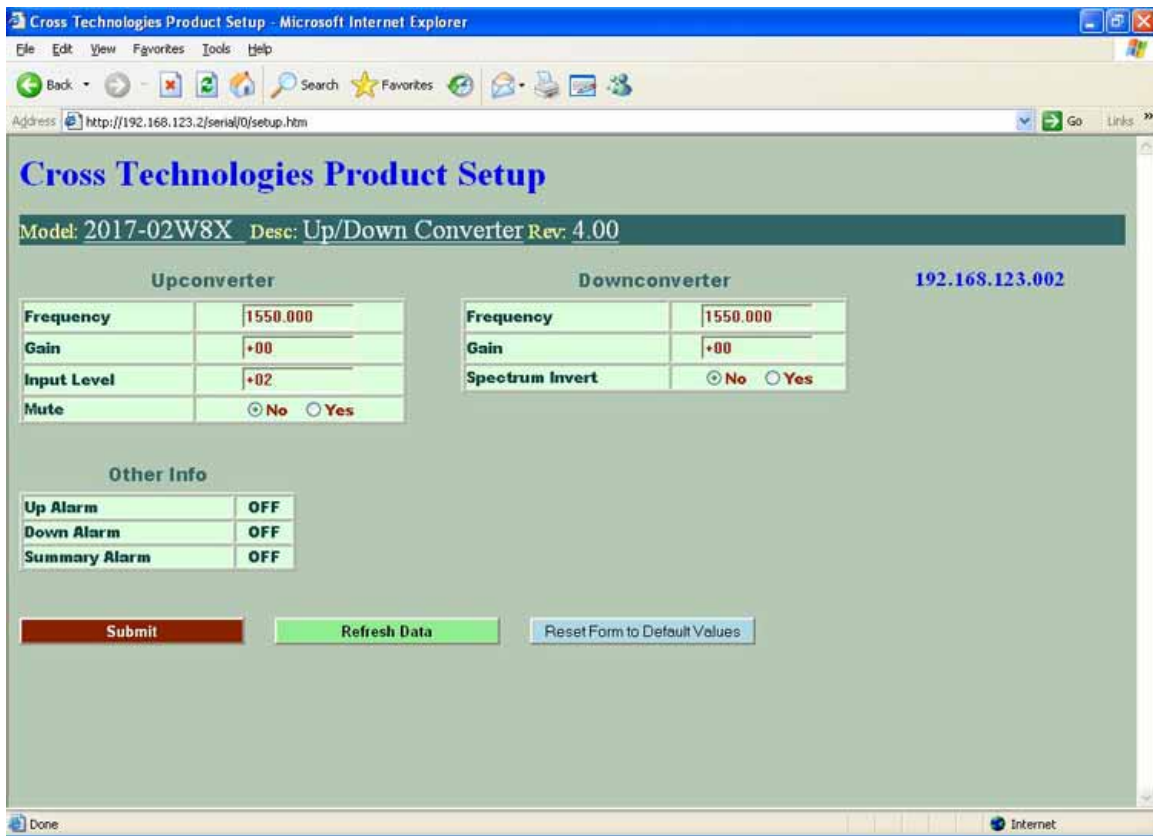 Cross Technologies Product Setup - Microsoft Internet Explorer
File Edit View Favorites Tools Help
Back Search Favorites
Address http://192.168.123.2/serial/0/setup.htm Go Links »
Cross Technologies Product Setup
Model: 2017-02W8X Desc: Up/Down Converter Rev: 4.00
Upconverter
Frequency 1550.000
Gain +00
Input Level +02
Mute No Yes
Downconverter
Frequency 1550.000
Gain +00
Spectrum Invert No Yes
192.168.123.002
Other Info
Up Alarm OFF
Down Alarm OFF
Summary Alarm OFF
Submit Refresh Data Reset Form to Default Values
Done Internet